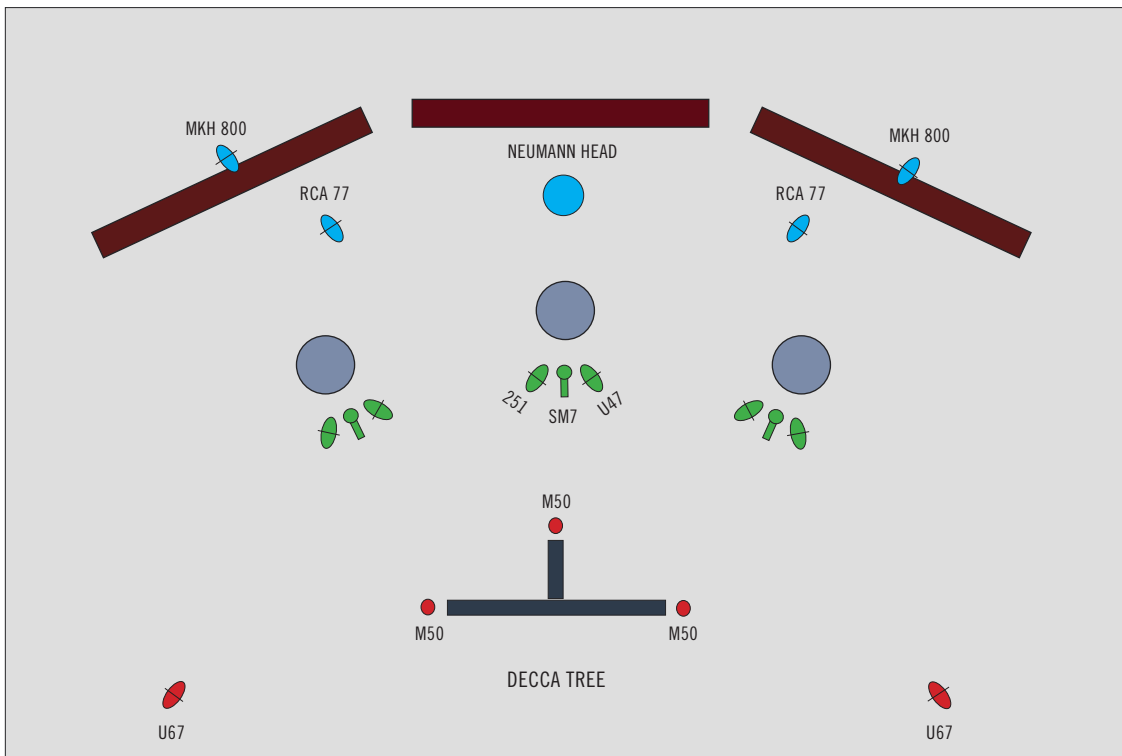 MKH 800
MKH 800
NEUMANN HEAD
RCA 77
RCA 77
251
SM7
U47
M50
M50
M50
DECCA TREE
U67
U67